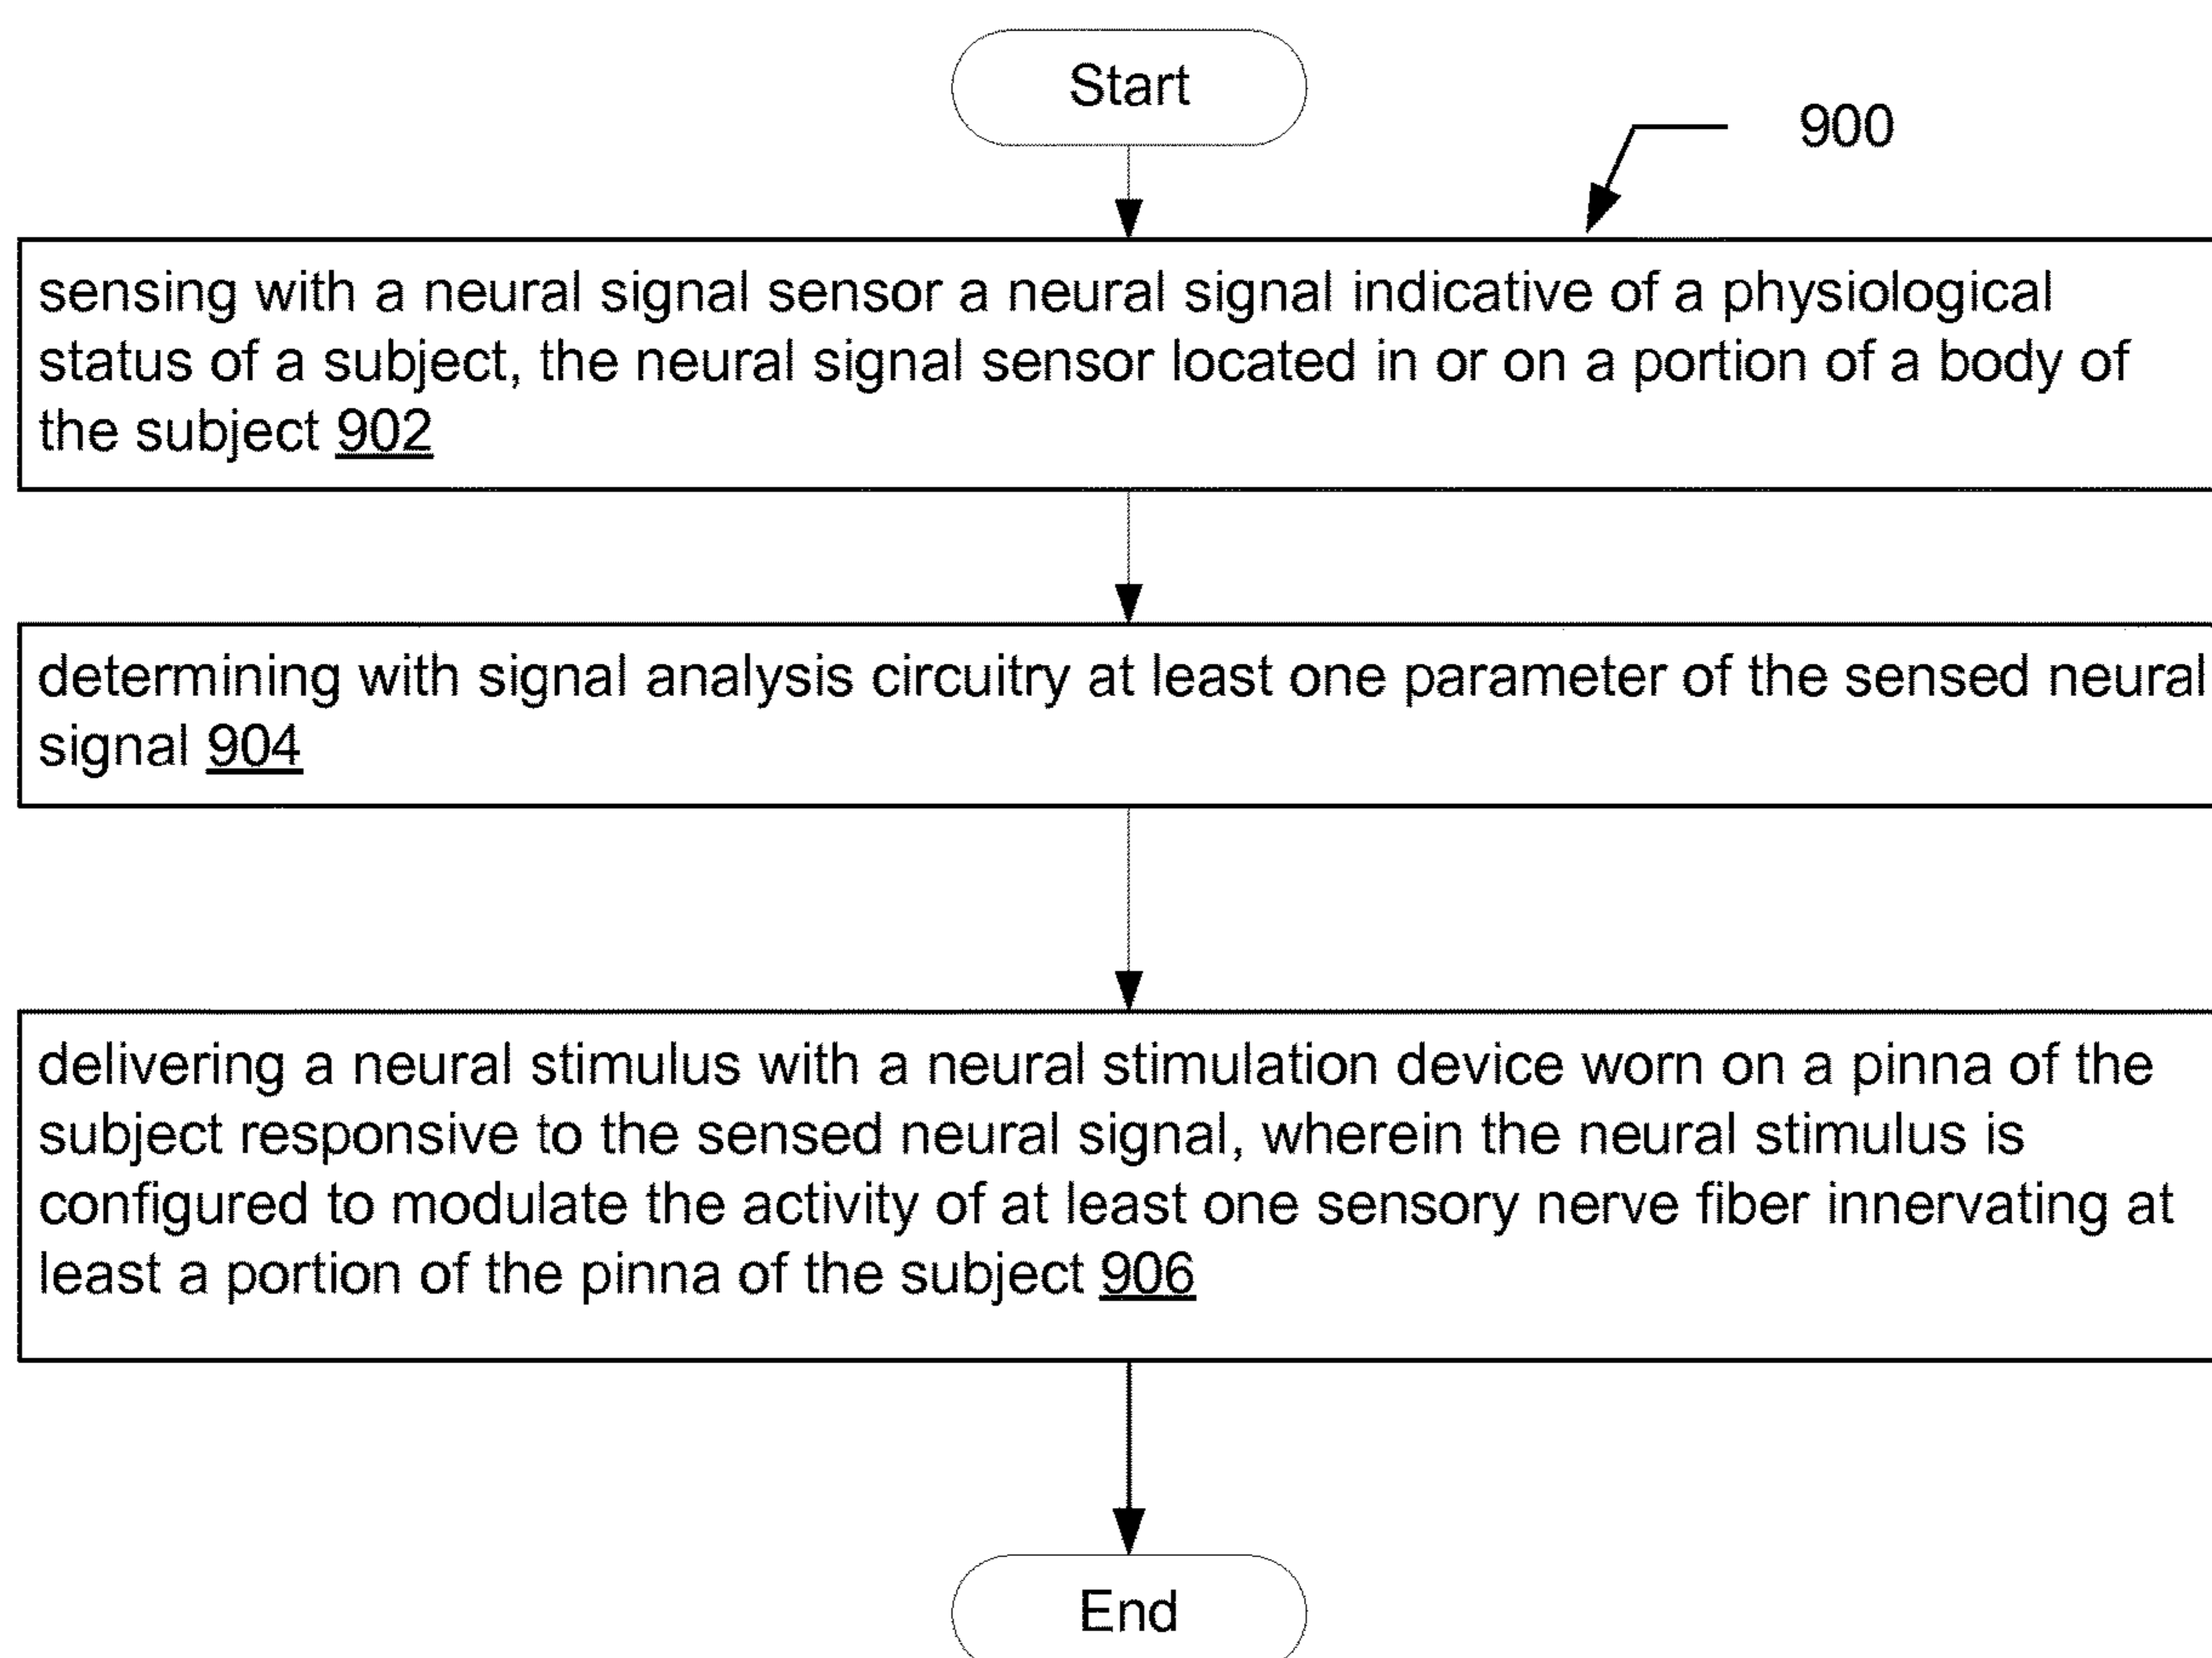 Start
900
sensing with a neural signal sensor a neural signal indicative of a physiological
status of a subject, the neural signal sensor located in or on a portion of a body of
the subject 902
determining with signal analysis circuitry at least one parameter of the sensed neural
signal 904
delivering a neural stimulus with a neural stimulation device worn on a pinna of the
subject responsive to the sensed neural signal, wherein the neural stimulus is
configured to modulate the activity of at least one sensory nerve fiber innervating at
least a portion of the pinna of the subject 906
End